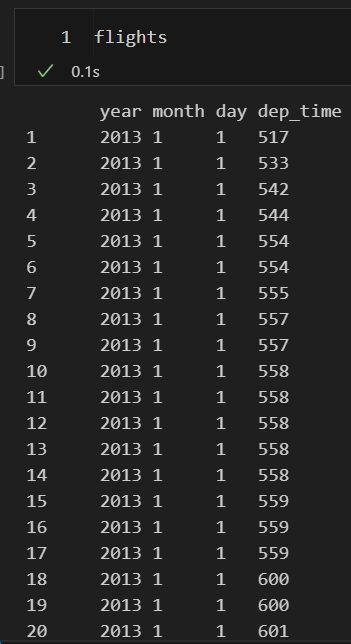 1 flights
] ✓ 0.1s
year month day dep_time
1 2013 1 1 517
2 2013 1 1 533
3 2013 1 1 542
4 2013 1 1 544
5 2013 1 1 554
6 2013 1 1 554
7 2013 1 1 555
8 2013 1 1 557
9 2013 1 1 557
10 2013 1 1 558
11 2013 1 1 558
12 2013 1 1 558
13 2013 1 1 558
14 2013 1 1 558
15 2013 1 1 559
16 2013 1 1 559
17 2013 1 1 559
18 2013 1 1 600
19 2013 1 1 600
20 2013 1 1 601